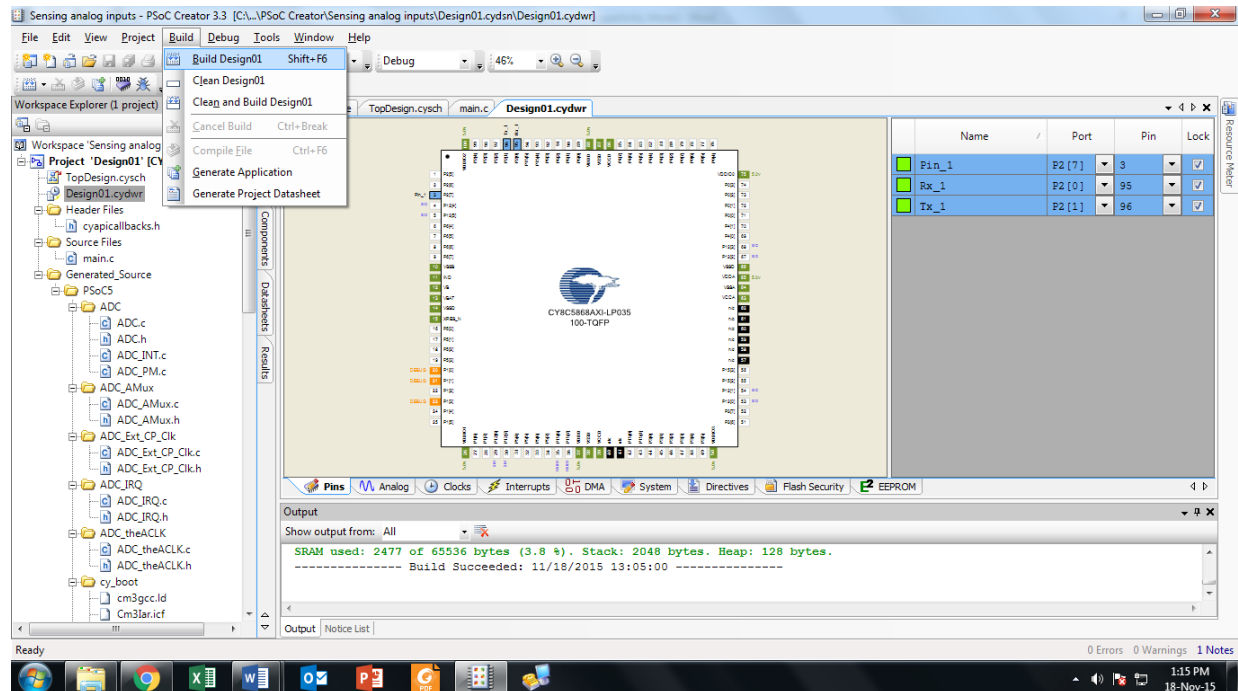 Sensing analog inputs - PSoC Creator 3.3 [C:\...\PSoC Creator\Sensing analog inputs\Design01.cydsn\Design01.cydwr]
File Edit View Project Build Debug Tools Window Help
Debug 46%
Build Design01 Shift+F6
Clean Design01
Clean and Build Design01
Cancel Build Ctrl+Break
Compile File Ctrl+F6
Generate Application
Generate Project Datasheet
Workspace Explorer (1 project)
Workspace 'Sensing analog
Project 'Design01' [CY
TopDesign.cysch
Design01.cydwr
Header Files
cyapicallbacks.h
Source Files
main.c
Generated_Source
PSoC5
ADC
ADC.c
ADC.h
ADC_INT.c
ADC_PM.c
ADC_AMux
ADC_AMux.c
ADC_AMux.h
ADC_Ext_CP_Clk
ADC_Ext_CP_Clk.c
ADC_Ext_CP_Clk.h
ADC_IRQ
ADC_IRQ.c
ADC_IRQ.h
ADC_theACLK
ADC_theACLK.c
ADC_theACLK.h
cy_boot
cm3gcc.ld
Cm3Iar.icf
Components
Datasheets
Results
TopDesign.cysch main.c Design01.cydwr
CY8C5868AXI-LP035
100-TQFP
Name Port Pin Lock
Pin_1 P2[7] 3
Rx_1 P2[0] 95
Tx_1 P2[1] 96
Resource Meter
Pins Analog Clocks Interrupts DMA System Directives Flash Security EEPROM
Output
Show output from: All
SRAM used: 2477 of 65536 bytes (3.8 %). Stack: 2048 bytes. Heap: 128 bytes.
--------------- Build Succeeded: 11/18/2015 13:05:00 ---------------
Output Notice List
Ready 0 Errors 0 Warnings 1 Notes
1:15 PM
18-Nov-15